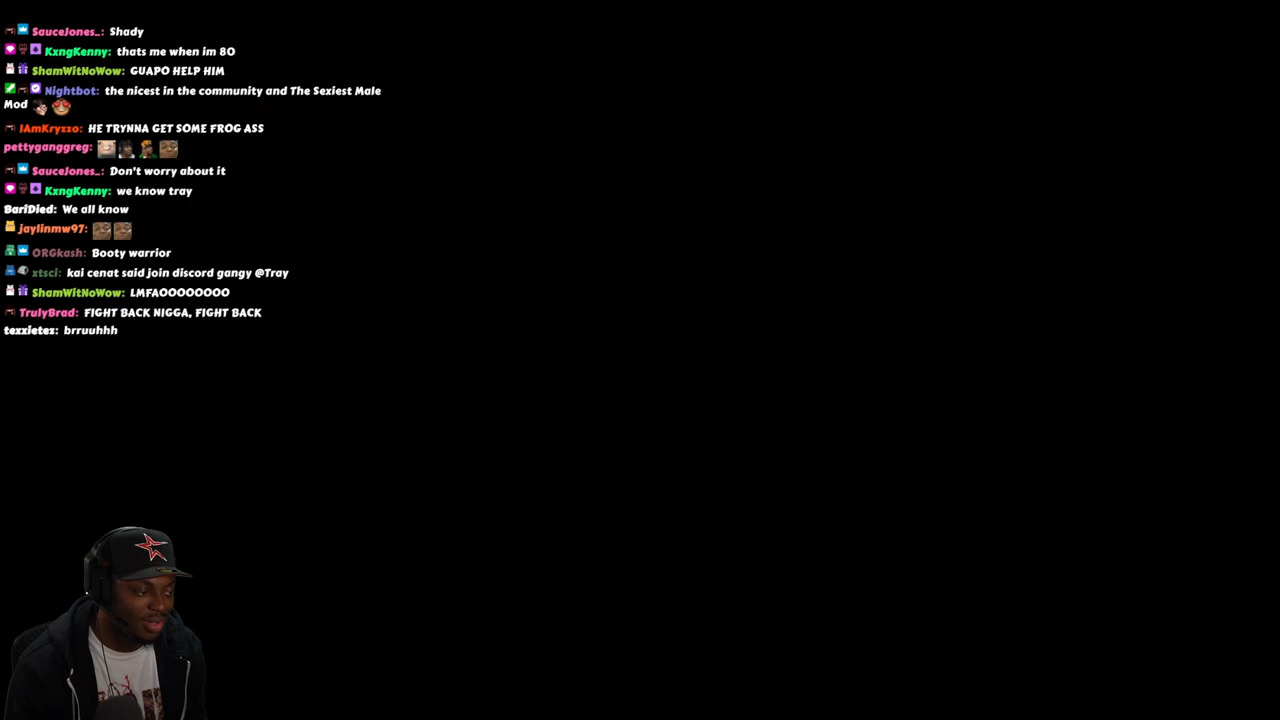 SauceJones_: Shady
KxngKenny: thats me when im 80
ShamWitNoWow: GUAPO HELP HIM
Nightbot: the nicest in the community and The Sexiest Male
Mod
IAmKryzzo: HE TRYNNA GET SOME FROG ASS
pettyganggreg:
SauceJones_: Don't worry about it
KxngKenny: we know tray
BariDied: We all know
jaylinmw97:
ORGkash: Booty warrior
xtscl: kai cenat said join discord gangy @Tray
ShamWitNoWow: LMFAOOOOOOOO
TrulyBrad: FIGHT BACK NIGGA, FIGHT BACK
texxietez: brruuhhh